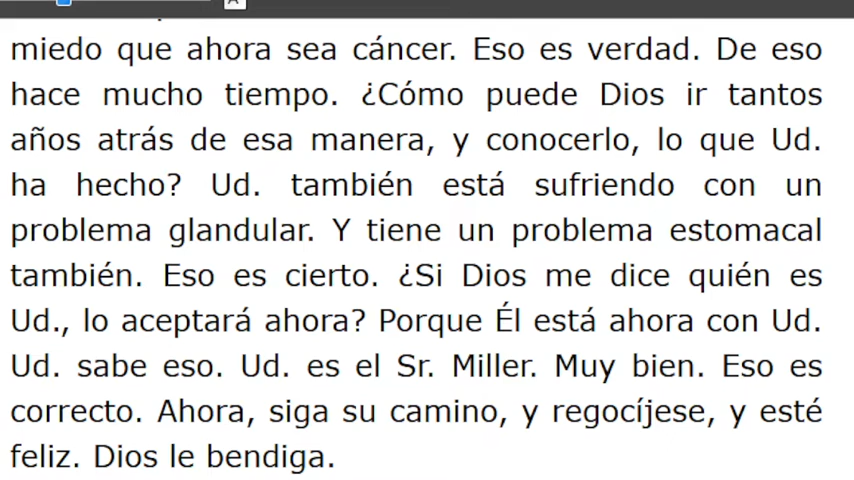 miedo que ahora sea cáncer. Eso es verdad. De eso
hace mucho tiempo. ¿Cómo puede Dios ir tantos
años atrás de esa manera, y conocerlo, lo que Ud.
ha hecho? Ud. también está sufriendo con un
problema glandular. Y tiene un problema estomacal
también. Eso es cierto. ¿Si Dios me dice quién es
Ud., lo aceptará ahora? Porque Él está ahora con Ud.
Ud. sabe eso. Ud. es el Sr. Miller. Muy bien. Eso es
correcto. Ahora, siga su camino, y regocíjese, y esté
feliz. Dios le bendiga.